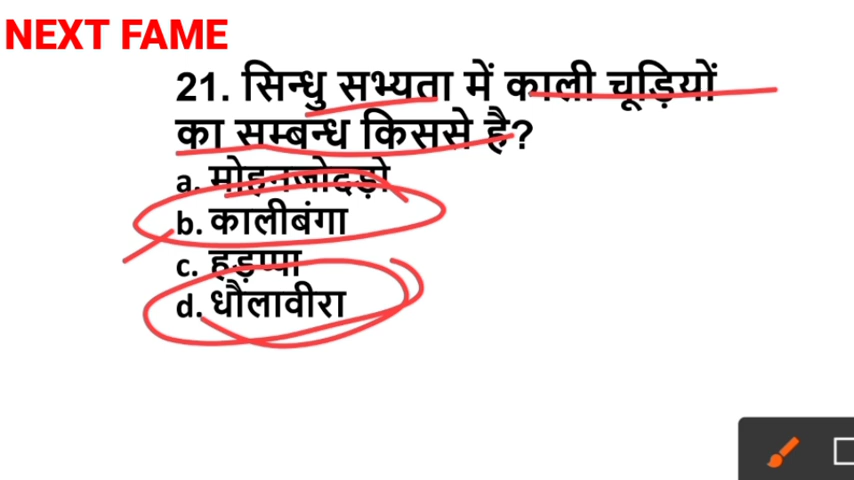 NEXT FAME
21. सिन्धु सभ्यता में काली चूड़ियों
का सम्बन्ध किससे है?
a. मोहनजोदड़ो
b. कालीबंगा
c. हड़प्पा
d. धौलावीरा